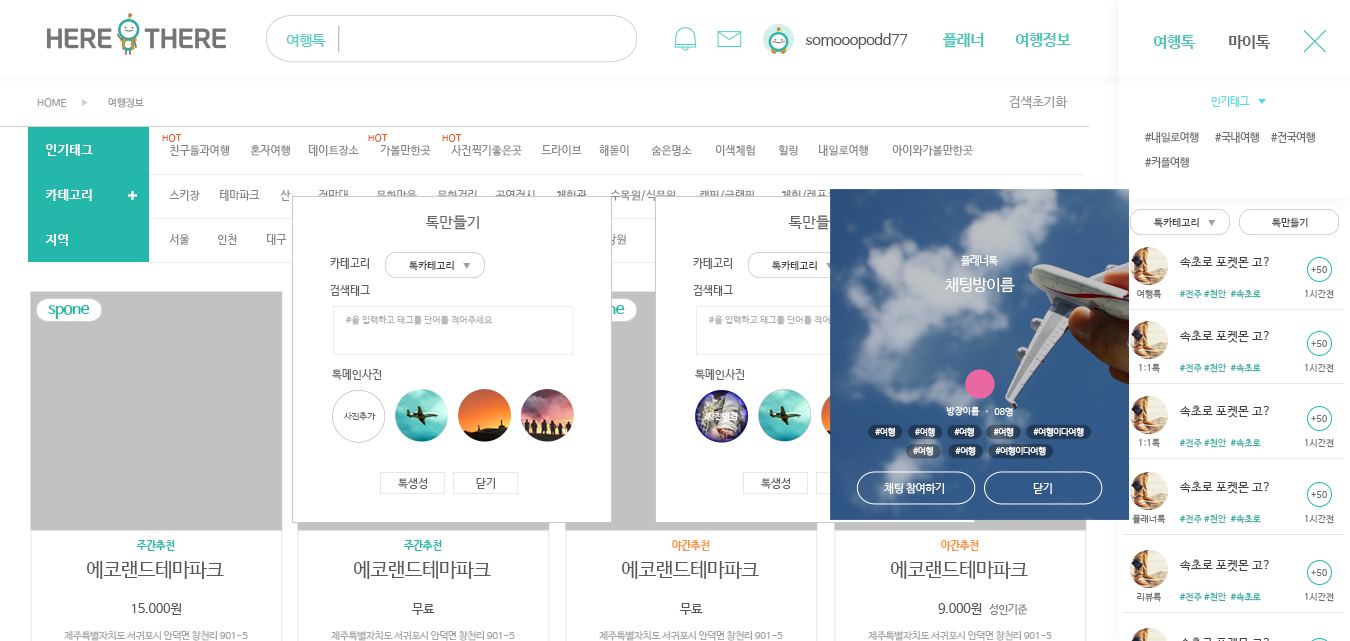 HERE THERE
여행톡
somooopodd77
플래너
여행정보
여행톡
마이톡
HOME
여행정보
검색초기화
인기태그
#내일로여행 #국내여행 #전국여행
#커플여행
인기태그
HOT
HOT
HOT
친구들과여행 혼자여행 데이트장소 가볼만한곳 사진찍기좋은곳 드라이브 해돋이 숨은명소 이색체험 힐링 내일로여행 아이와가볼만한곳
카테고리 +
스키장 테마파크 산
지역
서울 인천 대구
spone
톡만들기
카테고리
톡카테고리
검색태그
#을 입력하고 태그를 단어를 적어주세요
톡메인사진
사진추가
톡생성
닫기
톡만들
카테고리
톡카테고리
검색태그
#을 입력하고 태그를 단어를 적어
톡메인사진
톡생성
플래너톡
채팅방이름
방장이름 · 08명
#여행 #여행 #여행 #여행 #여행이다여행
#여행 #여행 #여행이다여행
채팅 참여하기
닫기
톡카테고리
톡만들기
속초로 포켓몬 고?
+50
여행톡
#전주 #천안 #속초로
1시간전
속초로 포켓몬 고?
+50
1:1톡
#전주 #천안 #속초로
1시간전
속초로 포켓몬 고?
+50
1:1톡
#전주 #천안 #속초로
1시간전
속초로 포켓몬 고?
+50
플래너톡
#전주 #천안 #속초로
1시간전
속초로 포켓몬 고?
+50
리뷰톡
#전주 #천안 #속초로
1시간전
주간추천
에코랜드테마파크
15.000원
제주특별자치도 서귀포시 안덕면 창천리 901-5
주간추천
에코랜드테마파크
무료
제주특별자치도 서귀포시 안덕면 창천리 901-5
야간추천
에코랜드테마파크
무료
제주특별자치도 서귀포시 안덕면 창천리 901-5
야간추천
에코랜드테마파크
9.000원 성인기준
제주특별자치도 서귀포시 안덕면 창천리 901-5